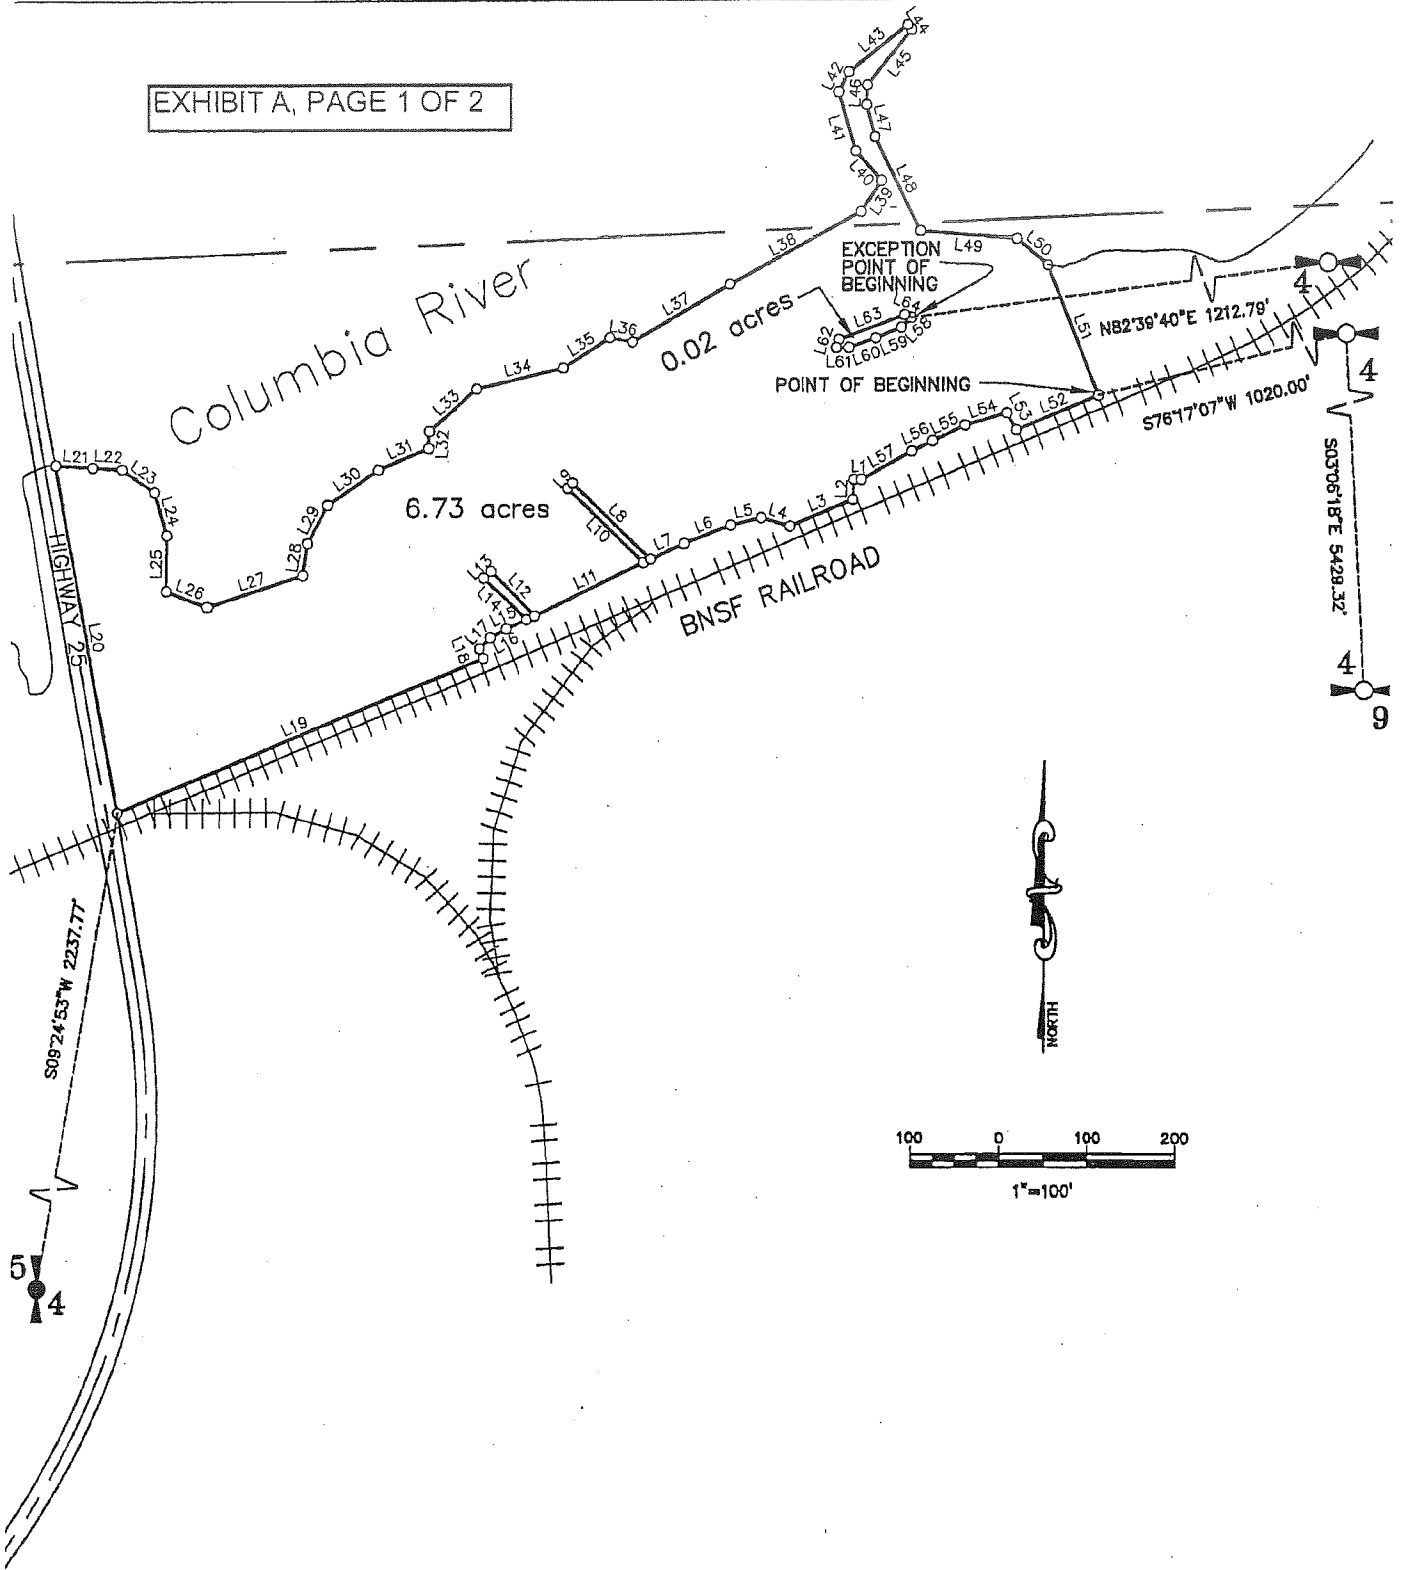 EXHIBIT A, PAGE 1 OF 2
L44
L43
L45
L42
L46
L41
L47
L40
L48
L39
L38
L49
L50
EXCEPTION
POINT OF
BEGINNING
Columbia River
L37
0.02 acres
L64
L63
L62
L58
L59
L60
L61
L51
4
N82°39'40"E 1212.79'
L36
L35
L34
POINT OF BEGINNING
4
S76°17'07"W 1020.00'
L33
L32
L31
L30
L53
L52
L54
L55
L56
L57
L1
L2
S03°06'18"E 5428.32'
L21
L22
L23
L24
L25
L26
L27
L28
L29
6.73 acres
L9
L8
L10
L7
L6
L5
L4
L3
L11
L13
L12
L14
L15
L16
L17
L18
BNSF RAILROAD
HIGHWAY 25
L20
4
9
L19
S09°24'53"W 2237.77'
NORTH
100 0 100 200
1"=100'
5
4